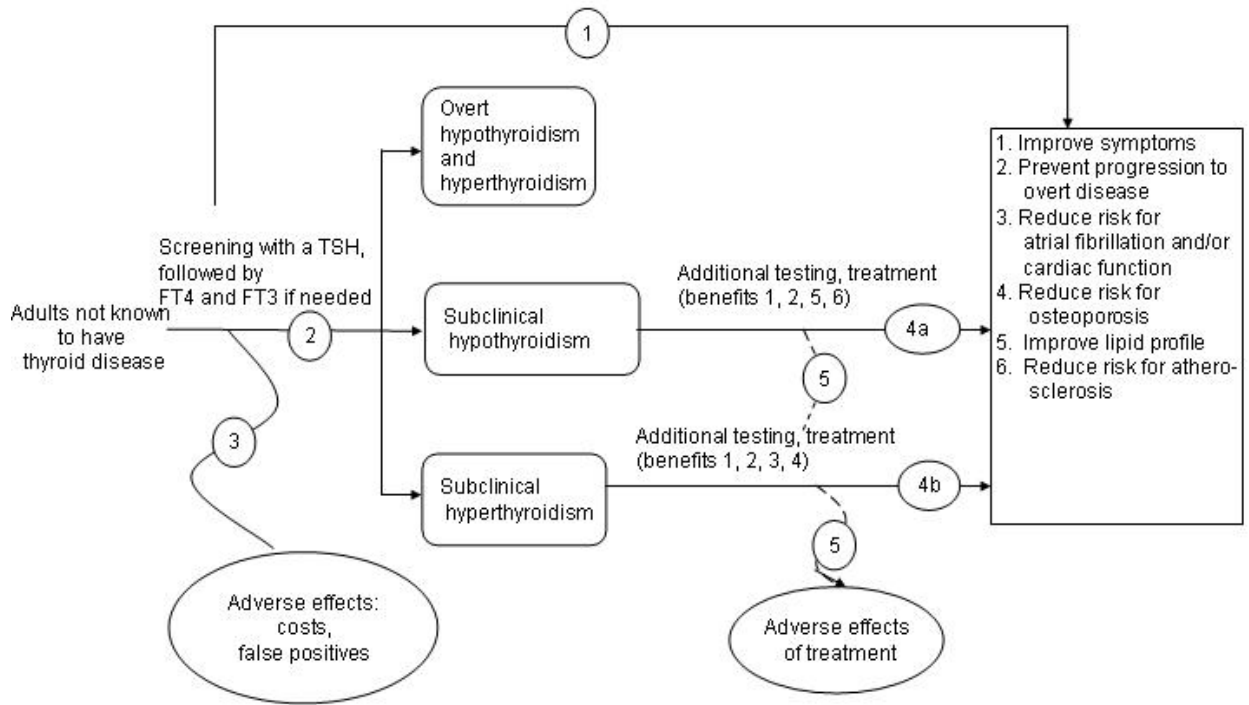 1
Overt
hypothyroidism
and
hyperthyroidism
Screening with a TSH,
followed by
FT4 and FT3 if needed
Adults not known
to have
thyroid disease
2
3
Adverse effects:
costs,
false positives
Subclinical
hypothyroidism
Additional testing, treatment
(benefits 1, 2, 5, 6)
4a
5
Subclinical
hyperthyroidism
Additional testing, treatment
(benefits 1, 2, 3, 4)
4b
5
Adverse effects
of treatment
1. Improve symptoms
2. Prevent progression to
overt disease
3. Reduce risk for
atrial fibrillation and/or
cardiac function
4. Reduce risk for
osteoporosis
5. Improve lipid profile
6. Reduce risk for athero-
sclerosis